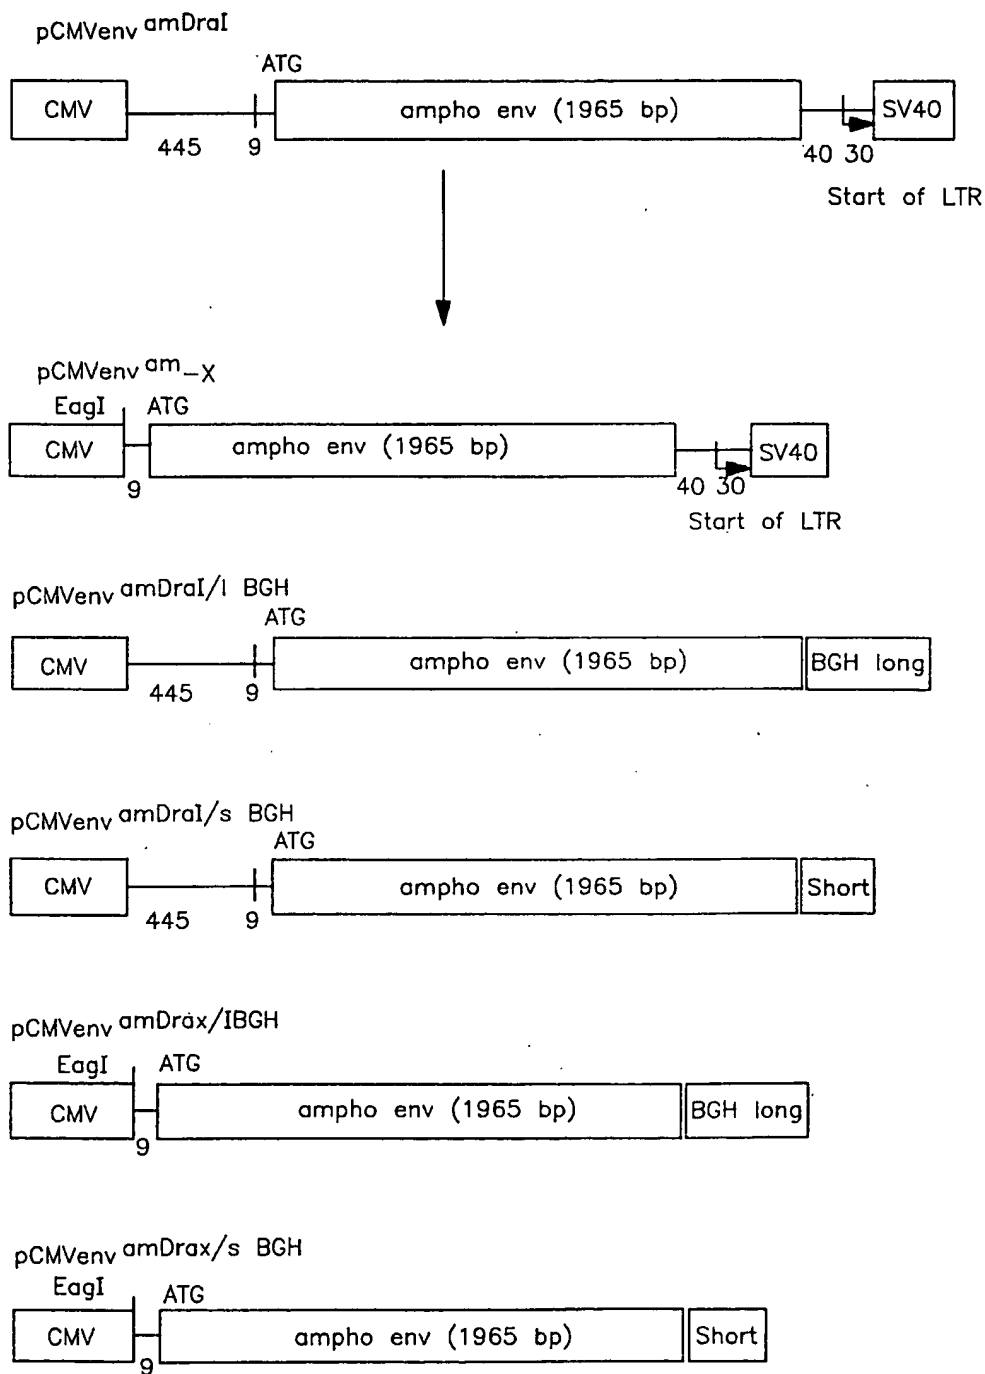 pCMVenv amDraI
ATG
CMV ampho env (1965 bp) SV40
445 9 40 30
Start of LTR
pCMVenv am-X
EagI ATG
CMV ampho env (1965 bp) SV40
9 40 30
Start of LTR
pCMVenv amDraI/l BGH
ATG
CMV ampho env (1965 bp) BGH long
445 9
pCMVenv amDraI/s BGH
ATG
CMV ampho env (1965 bp) Short
445 9
pCMVenv amDrax/IBGH
EagI ATG
CMV ampho env (1965 bp) BGH long
9
pCMVenv amDrax/s BGH
EagI ATG
CMV ampho env (1965 bp) Short
9